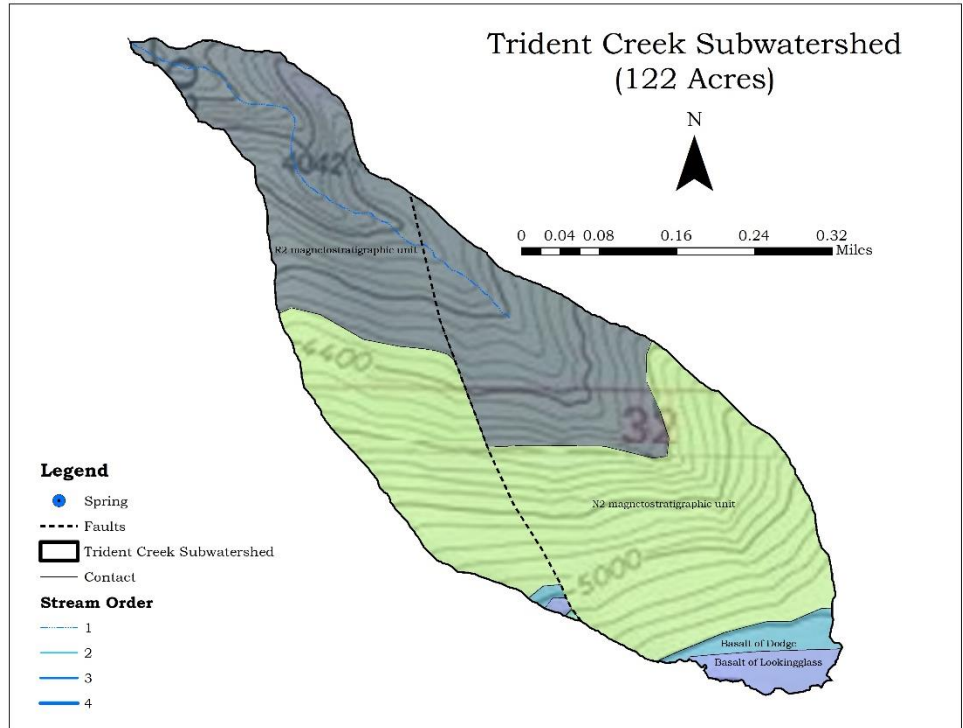 Trident Creek Subwatershed
(122 Acres)
N
0 0.04 0.08 0.16 0.24 0.32
Miles
4042
R2 magnetostratigraphic unit
4400
32
N2 magnetostratigraphic unit
5000
Basalt of Dodge
Basalt of Lookingglass
Legend
Spring
Faults
Trident Creek Subwatershed
Contact
Stream Order
1
2
3
4